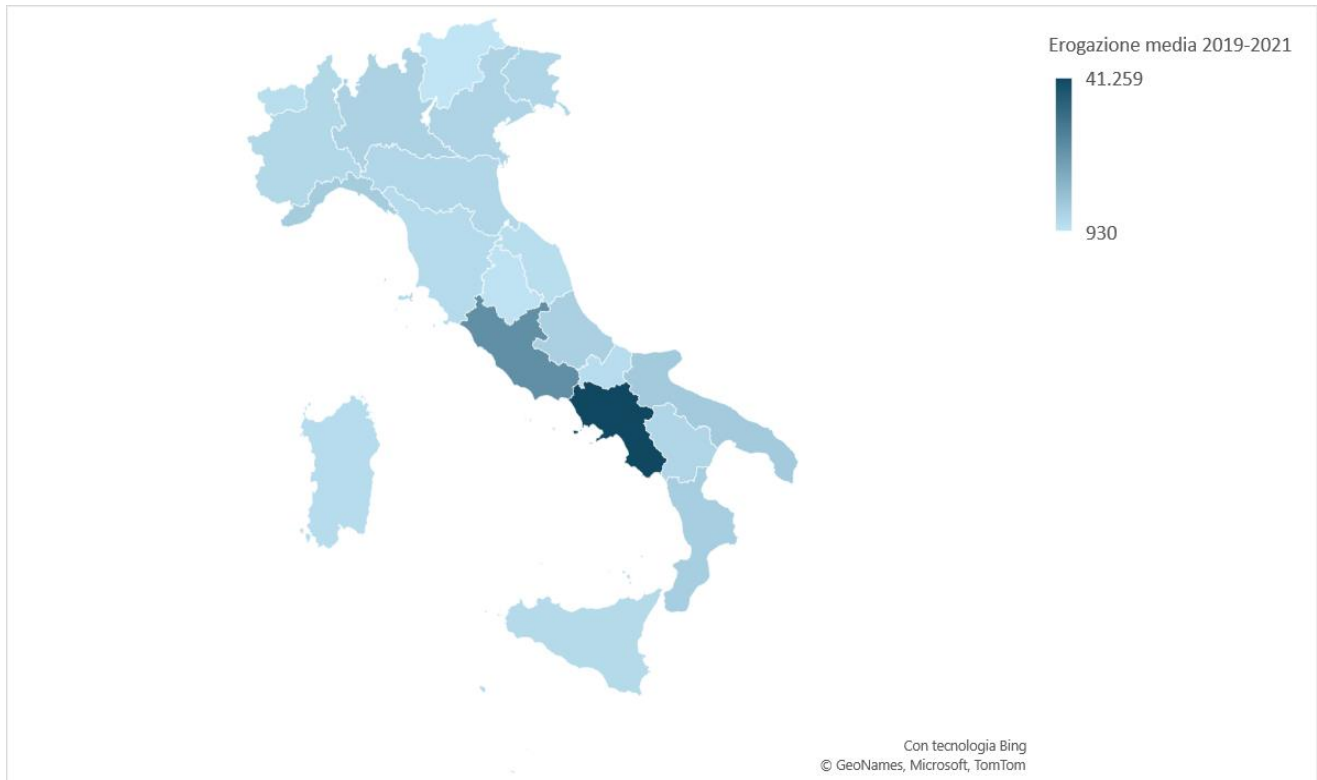 Erogazione media 2019-2021
41.259
930
Con tecnologia Bing
© GeoNames, Microsoft, TomTom